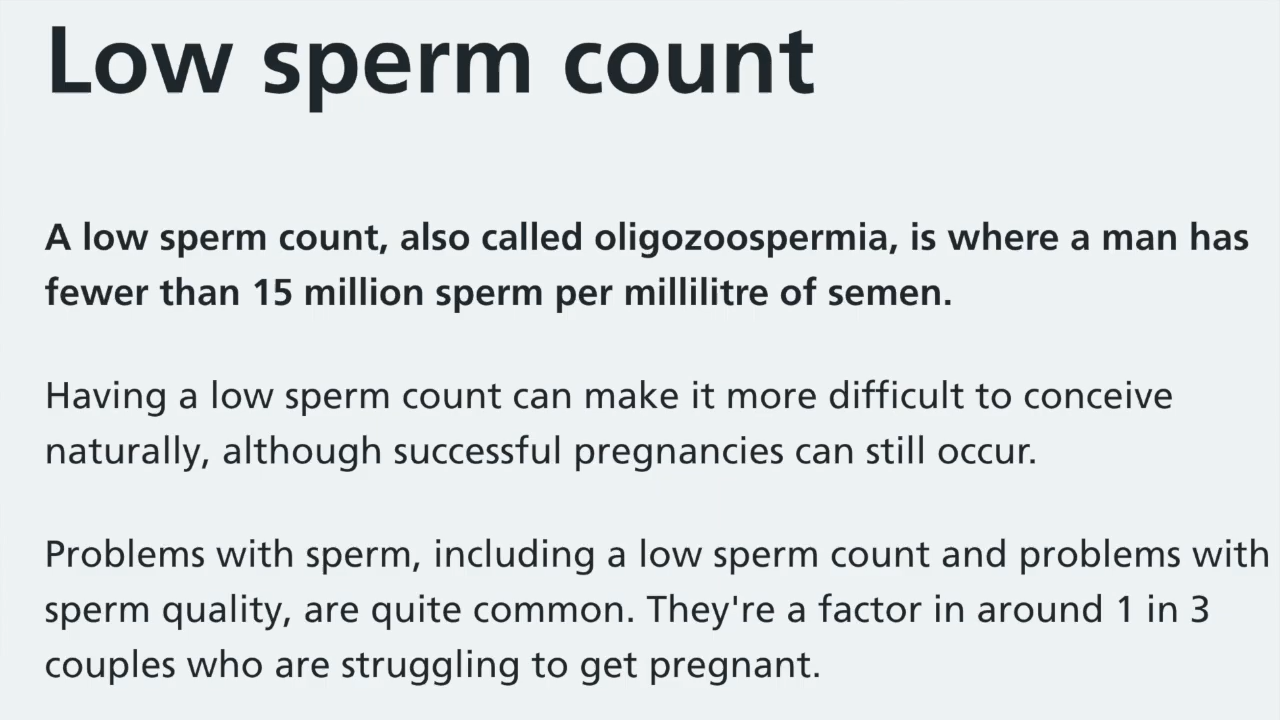 Low sperm count
A low sperm count, also called oligozoospermia, is where a man has
fewer than 15 million sperm per millilitre of semen.
Having a low sperm count can make it more difficult to conceive
naturally, although successful pregnancies can still occur.
Problems with sperm, including a low sperm count and problems with
sperm quality, are quite common. They're a factor in around 1 in 3
couples who are struggling to get pregnant.